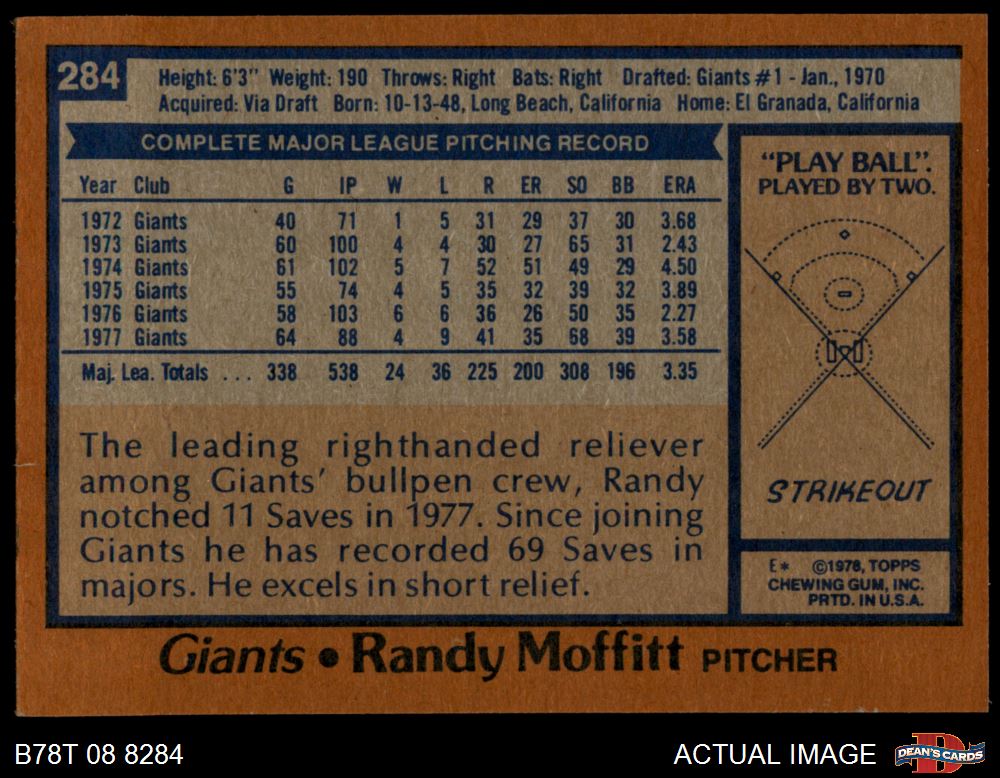 284
Height: 6'3" Weight: 190 Throws: Right Bats: Right Drafted: Giants #1 - Jan., 1970
Acquired: Via Draft Born: 10-13-48, Long Beach, California Home: El Granada, California
COMPLETE MAJOR LEAGUE PITCHING RECORD
Year Club G IP W L R ER SO BB ERA
1972 Giants 40 71 1 5 31 29 37 30 3.68
1973 Giants 60 100 4 4 30 27 65 31 2.43
1974 Giants 61 102 5 7 52 51 49 29 4.50
1975 Giants 55 74 4 5 35 32 39 32 3.89
1976 Giants 58 103 6 6 36 26 50 35 2.27
1977 Giants 64 88 4 9 41 35 68 39 3.58
Maj. Lea. Totals ... 338 538 24 36 225 200 308 196 3.35
The leading righthanded reliever
among Giants' bullpen crew, Randy
notched 11 Saves in 1977. Since joining
Giants he has recorded 69 Saves in
majors. He excels in short relief.
"PLAY BALL".
PLAYED BY TWO.
STRIKEOUT
E* ©1978, TOPPS
CHEWING GUM, INC.
PRTD. IN U.S.A.
Giants • Randy Moffitt PITCHER
B78T 08 8284
ACTUAL IMAGE
D
DEAN'S CARDS